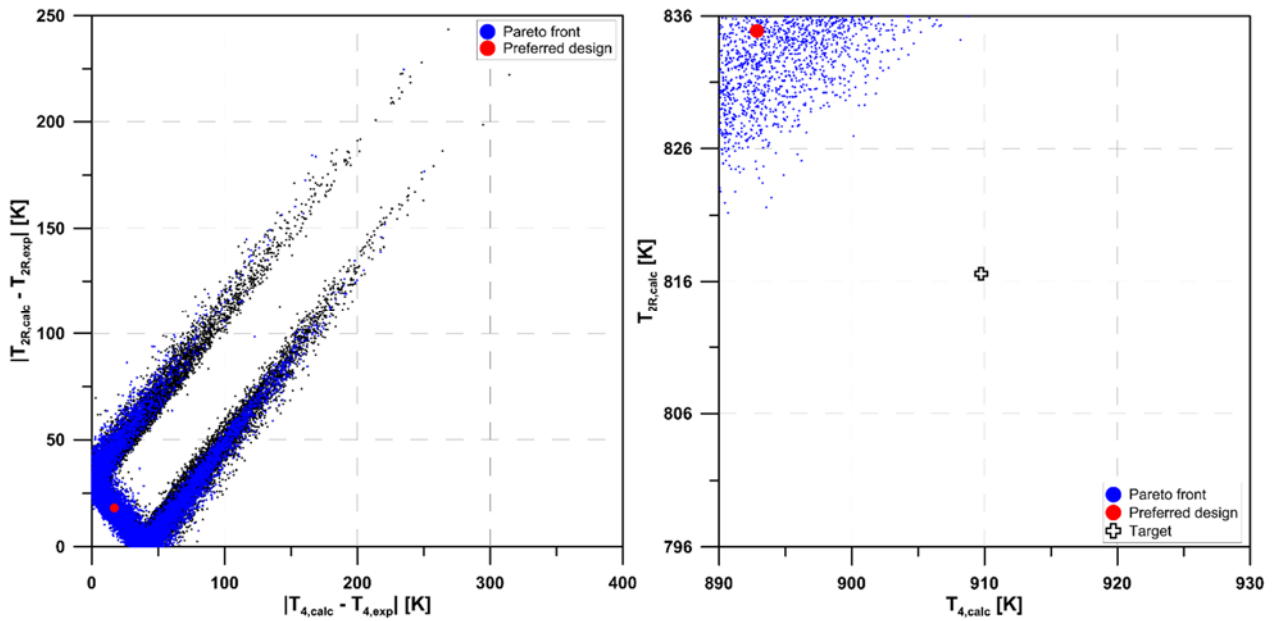 250
200
150
100
50
0
|T2R,calc - T2R,exp| [K]
Pareto front
Preferred design
0 100 200 300 400
|T4,calc - T4,exp| [K]
836
826
816
806
796
T2R,calc [K]
Pareto front
Preferred design
Target
890 900 910 920 930
T4,calc [K]